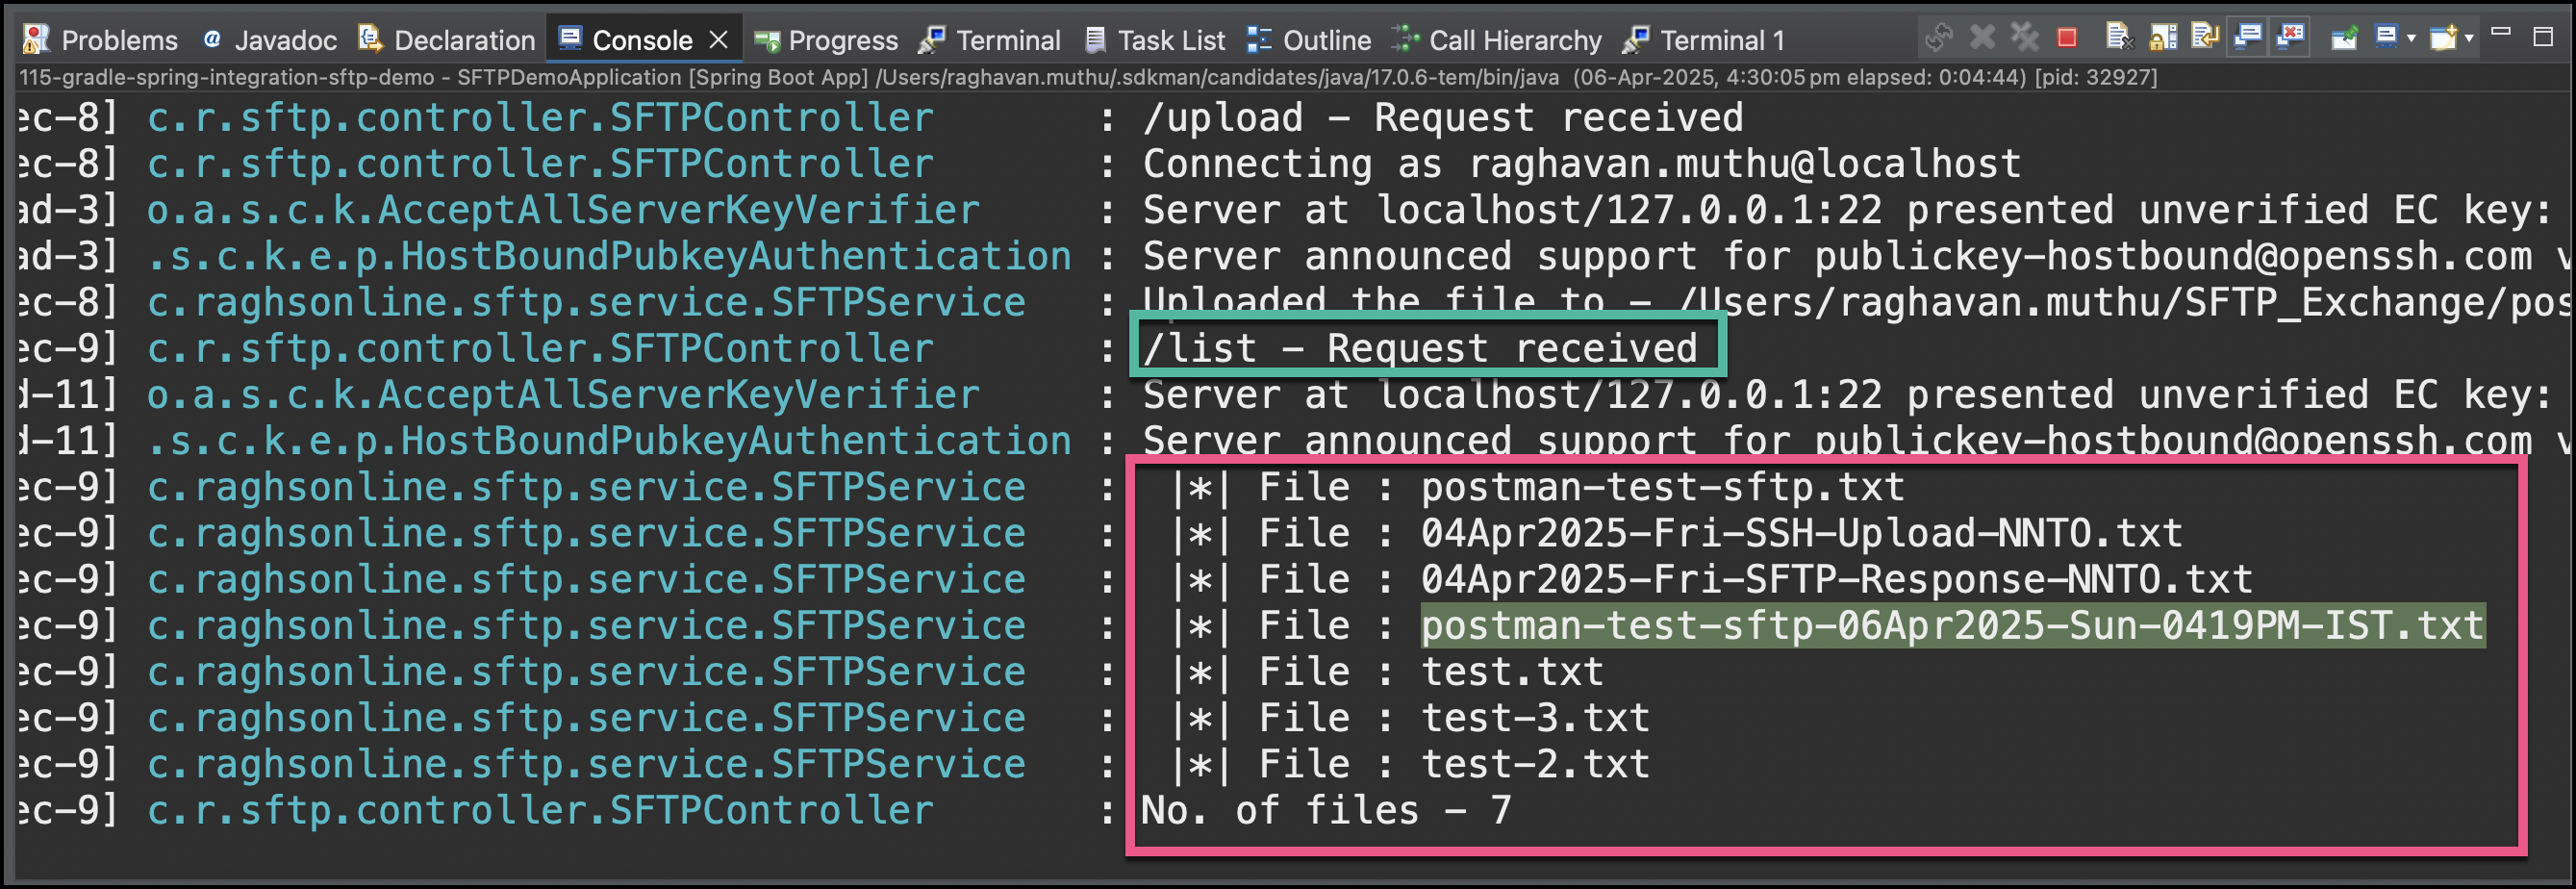 Problems Javadoc Declaration Console Progress Terminal Task List Outline Call Hierarchy Terminal 1
115-gradle-spring-integration-sftp-demo - SFTPDemoApplication [Spring Boot App] /Users/raghavan.muthu/.sdkman/candidates/java/17.0.6-tem/bin/java (06-Apr-2025, 4:30:05 pm elapsed: 0:04:44) [pid: 32927]
ec-8] c.r.sftp.controller.SFTPController : /upload – Request received
ec-8] c.r.sftp.controller.SFTPController : Connecting as raghavan.muthu@localhost
ad-3] o.a.s.c.k.AcceptAllServerKeyVerifier : Server at localhost/127.0.0.1:22 presented unverified EC key:
ad-3] .s.c.k.e.p.HostBoundPubkeyAuthentication : Server announced support for publickey-hostbound@openssh.com v
ec-8] c.raghsonline.sftp.service.SFTPService : Uploaded the file to – /Users/raghavan.muthu/SFTP_Exchange/pos
ec-9] c.r.sftp.controller.SFTPController : /list – Request received
d-11] o.a.s.c.k.AcceptAllServerKeyVerifier : Server at localhost/127.0.0.1:22 presented unverified EC key:
d-11] .s.c.k.e.p.HostBoundPubkeyAuthentication : Server announced support for publickey-hostbound@openssh.com v
ec-9] c.raghsonline.sftp.service.SFTPService : |*| File : postman-test-sftp.txt
ec-9] c.raghsonline.sftp.service.SFTPService : |*| File : 04Apr2025-Fri-SSH-Upload-NNTO.txt
ec-9] c.raghsonline.sftp.service.SFTPService : |*| File : 04Apr2025-Fri-SFTP-Response-NNTO.txt
ec-9] c.raghsonline.sftp.service.SFTPService : |*| File : postman-test-sftp-06Apr2025-Sun-0419PM-IST.txt
ec-9] c.raghsonline.sftp.service.SFTPService : |*| File : test.txt
ec-9] c.raghsonline.sftp.service.SFTPService : |*| File : test-3.txt
ec-9] c.raghsonline.sftp.service.SFTPService : |*| File : test-2.txt
ec-9] c.r.sftp.controller.SFTPController : No. of files – 7